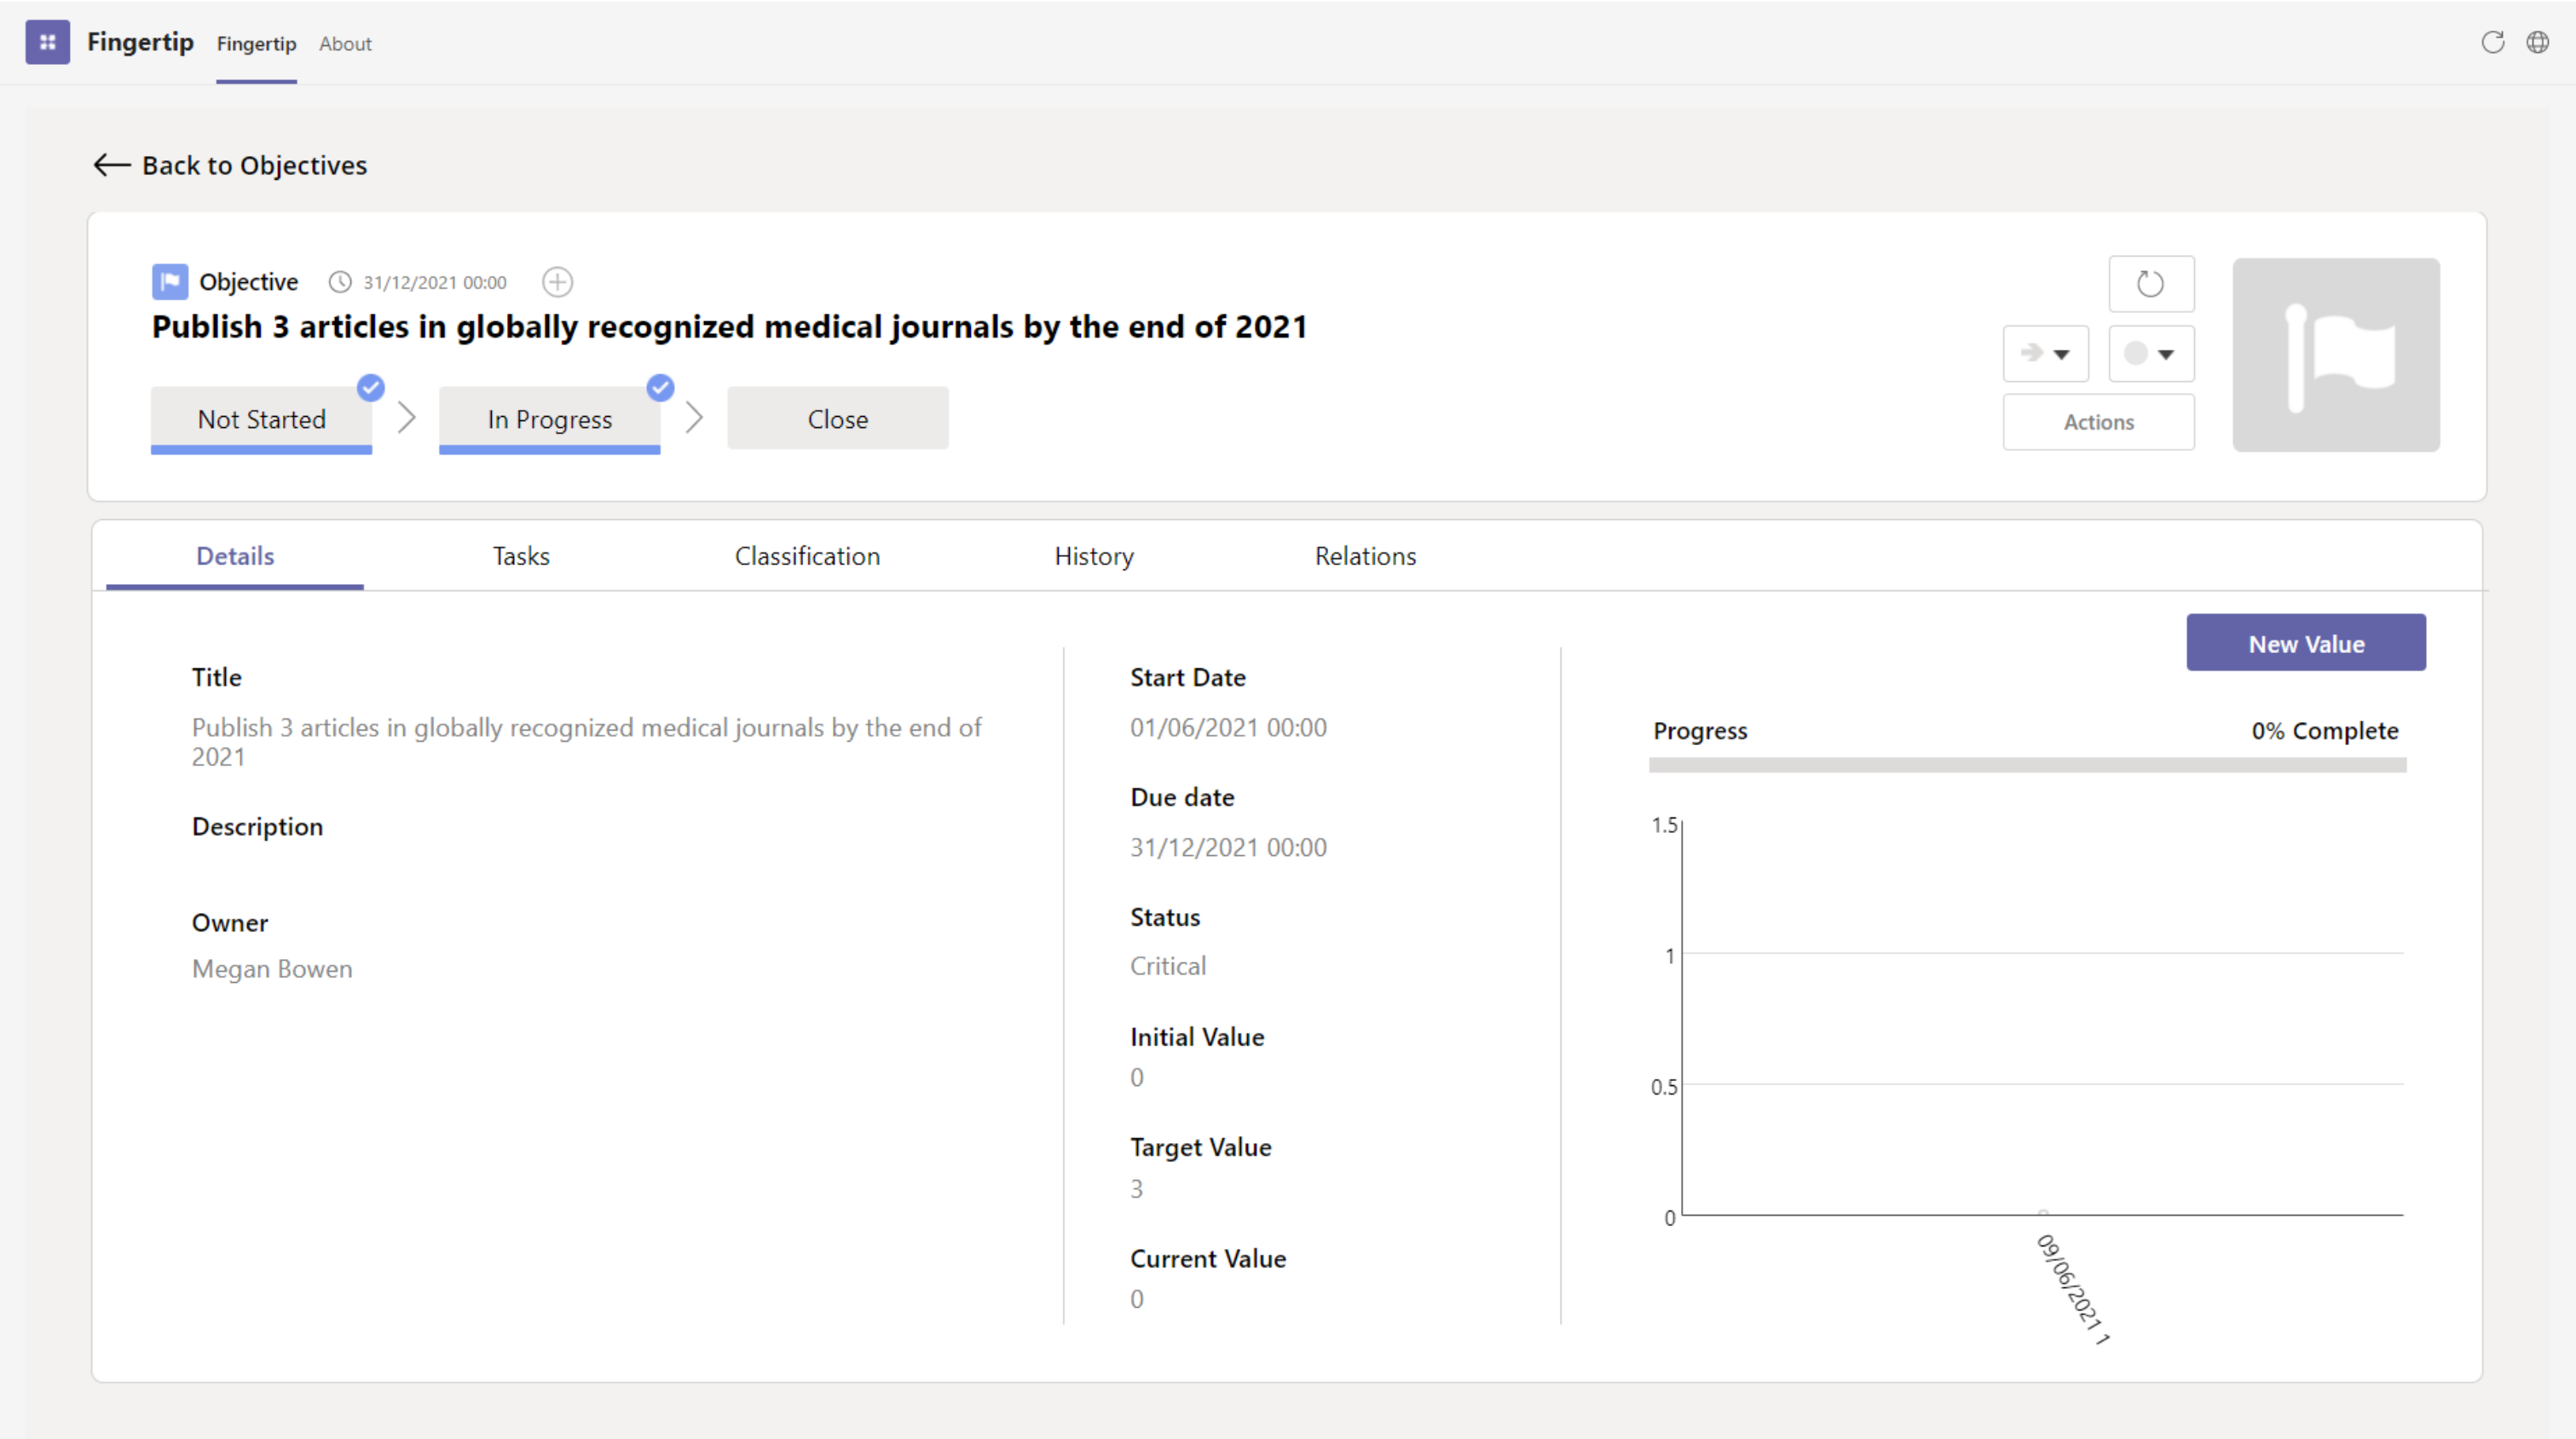 Fingertip Fingertip About
Back to Objectives
Objective 31/12/2021 00:00
Publish 3 articles in globally recognized medical journals by the end of 2021
Not Started In Progress Close
Actions
Details Tasks Classification History Relations
New Value
Title
Publish 3 articles in globally recognized medical journals by the end of
2021
Description
Owner
Megan Bowen
Start Date
01/06/2021 00:00
Due date
31/12/2021 00:00
Status
Critical
Initial Value
0
Target Value
3
Current Value
0
Progress 0% Complete
1.5
1
0.5
0
09/06/2021 1